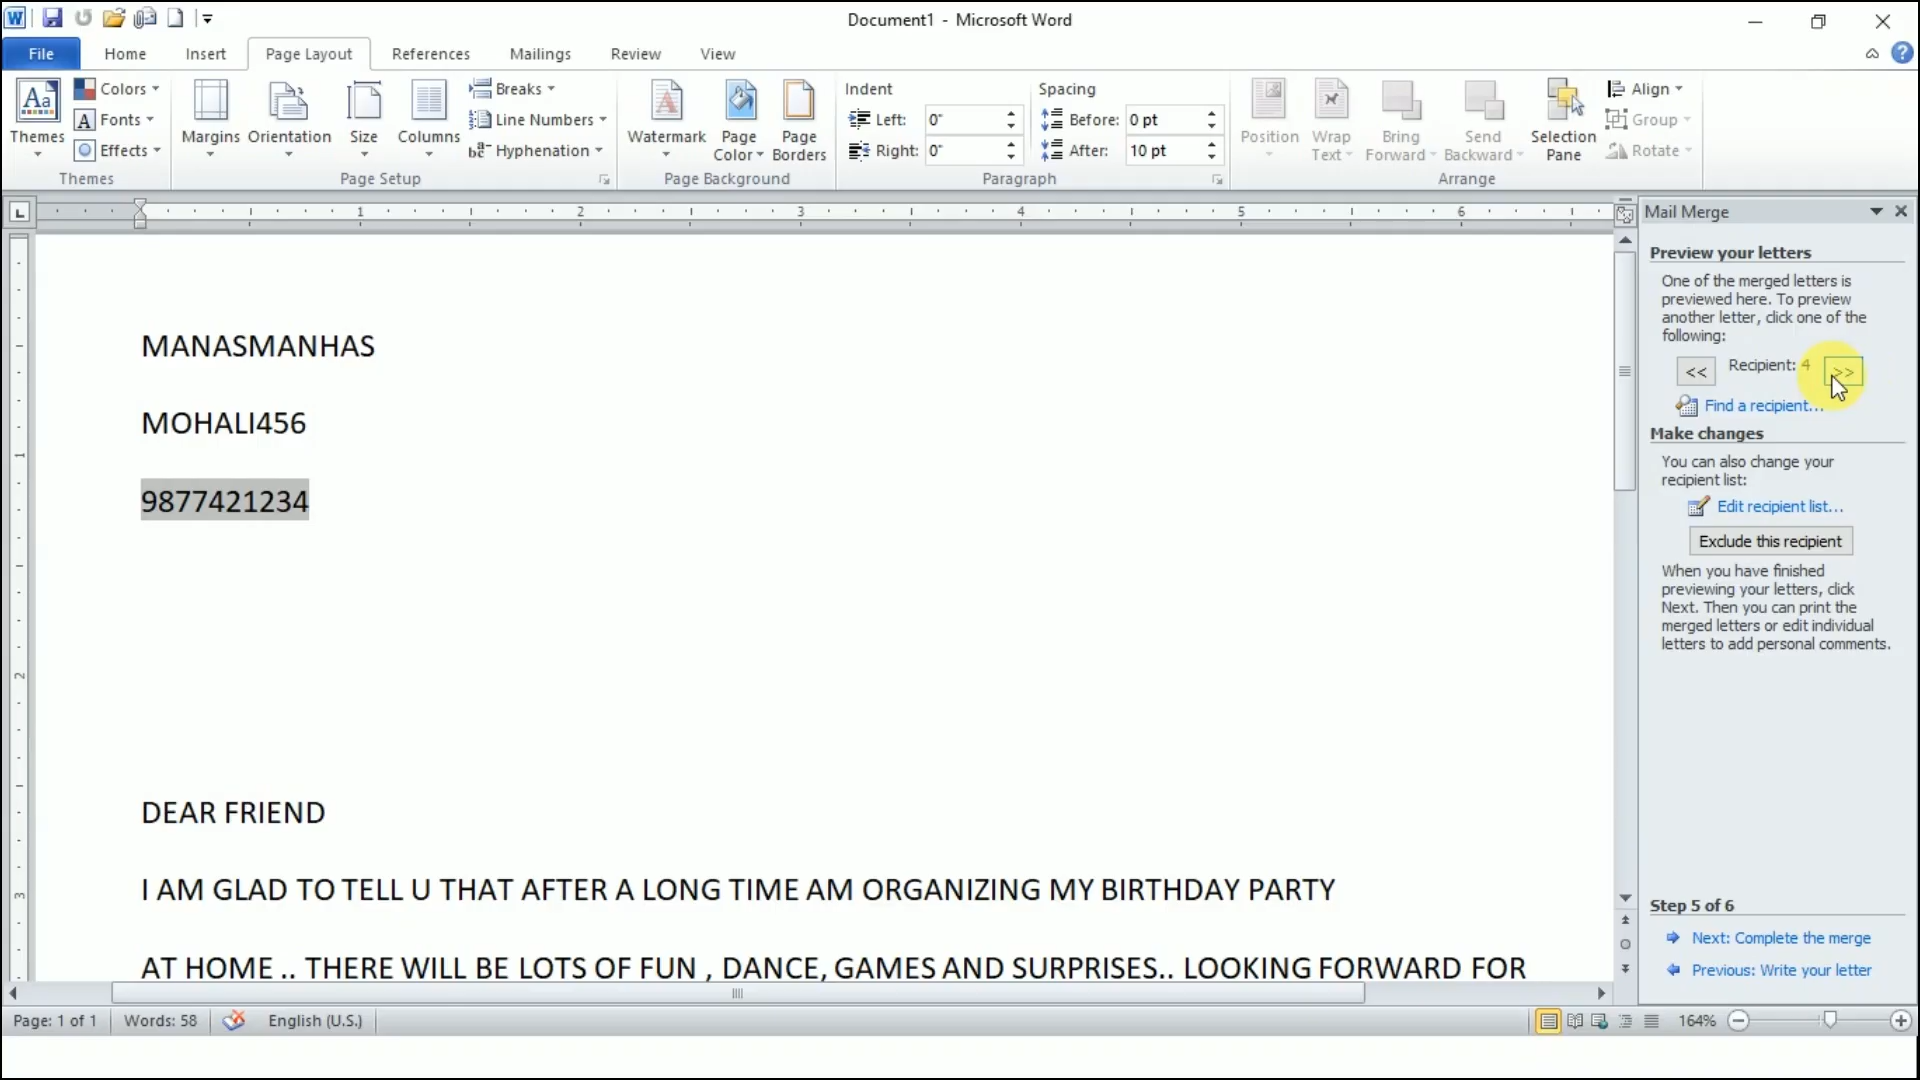 Document1 - Microsoft Word
File Home Insert Page Layout References Mailings Review View
Themes
Colors
Fonts
Effects
Themes
Margins
Orientation
Size
Columns
Breaks
Line Numbers
Hyphenation
Page Setup
Watermark
Page Color
Page Borders
Page Background
Indent
Left: 0"
Right: 0"
Spacing
Before: 0 pt
After: 10 pt
Paragraph
Position
Wrap Text
Bring Forward
Send Backward
Selection Pane
Align
Group
Rotate
Arrange
1 2 3 4 5 6
1
2
3
MANASMANHAS
MOHALI456
9877421234
DEAR FRIEND
I AM GLAD TO TELL U THAT AFTER A LONG TIME AM ORGANIZING MY BIRTHDAY PARTY
AT HOME .. THERE WILL BE LOTS OF FUN , DANCE, GAMES AND SURPRISES.. LOOKING FORWARD FOR
Mail Merge
Preview your letters
One of the merged letters is
previewed here. To preview
another letter, click one of the
following:
<< Recipient: 4 >>
Find a recipient...
Make changes
You can also change your
recipient list:
Edit recipient list...
Exclude this recipient
When you have finished
previewing your letters, click
Next. Then you can print the
merged letters or edit individual
letters to add personal comments.
Step 5 of 6
Next: Complete the merge
Previous: Write your letter
Page: 1 of 1 Words: 58 English (U.S.) 164%